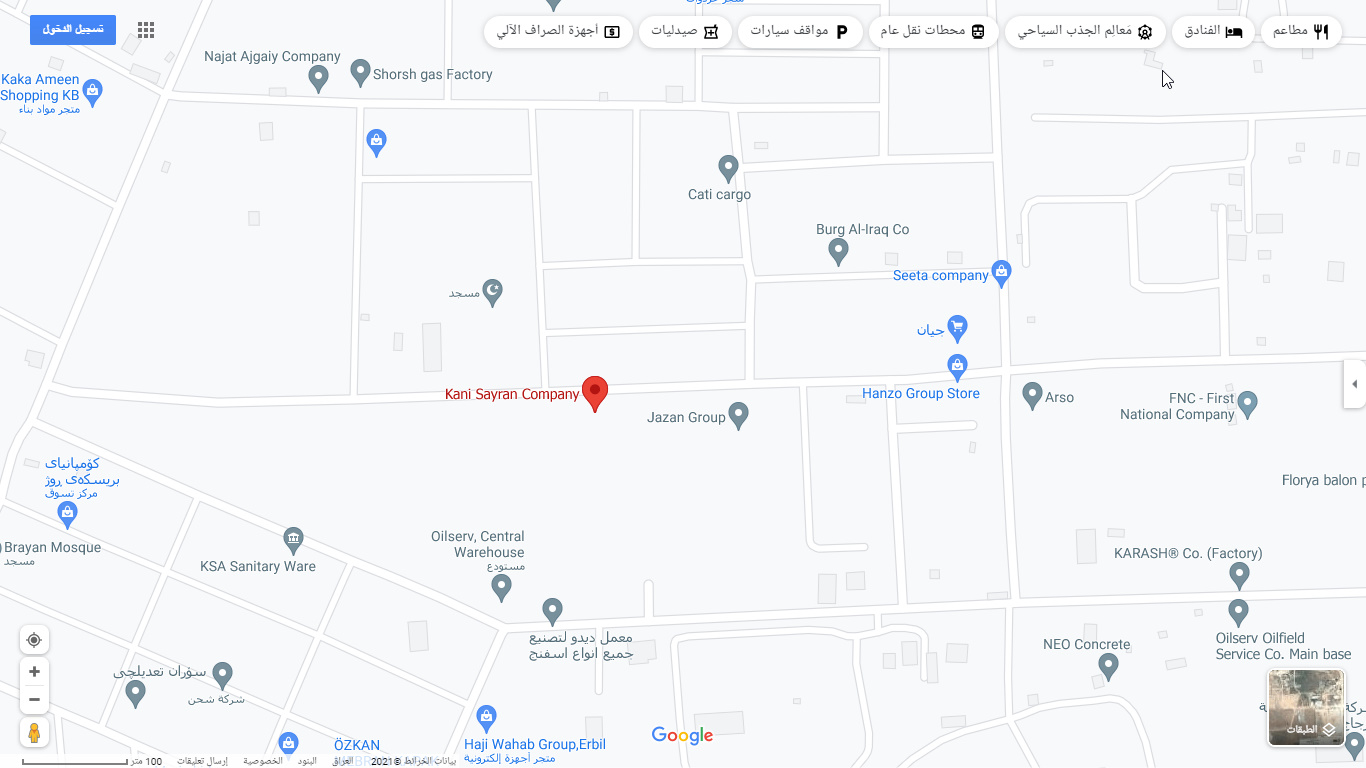 تسجيل الدخول
مطاعم
الفنادق
مَعالِم الجذب السياحي
محطات نقل عام
مواقف سيارات
صيدليات
أجهزة الصراف الآلي
Najat Ajgaiy Company
Shorsh gas Factory
Kaka Ameen
Shopping KB
متجر مواد بناء
Cati cargo
Burg Al-Iraq Co
Seeta company
مسجد
جيان
Kani Sayran Company
Hanzo Group Store
Arso
FNC - First
National Company
Jazan Group
كۆمپانیای
بریسکەی ڕوژ
مركز تسوق
Florya balon p
Brayan Mosque
مسجد
KSA Sanitary Ware
Oilserv, Central
Warehouse
مستودع
KARASH® Co. (Factory)
معمل ديدو لتصنيع
جميع انواع اسفنج
NEO Concrete
Oilserv Oilfield
Service Co. Main base
سۆران تعديلچى
شركة شحن
الطبقات
Google
ÖZKAN
Haji Wahab Group,Erbil
متجر أجهزة إلكترونية
بيانات الخرائط ©2021
العراق
البنود
الخصوصية
إرسال تعليقات
100 متر